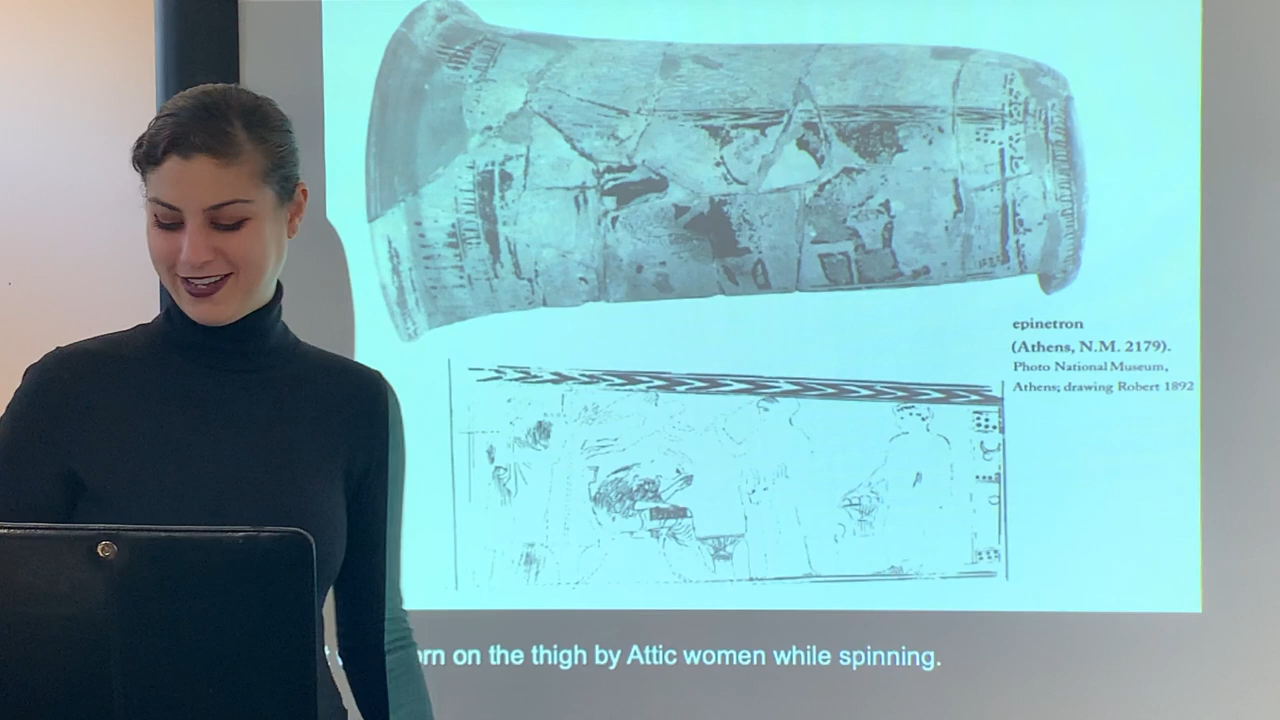 epinetron
(Athens, N.M. 2179).
Photo National Museum,
Athens; drawing Robert 1892
on the thigh by Attic women while spinning.